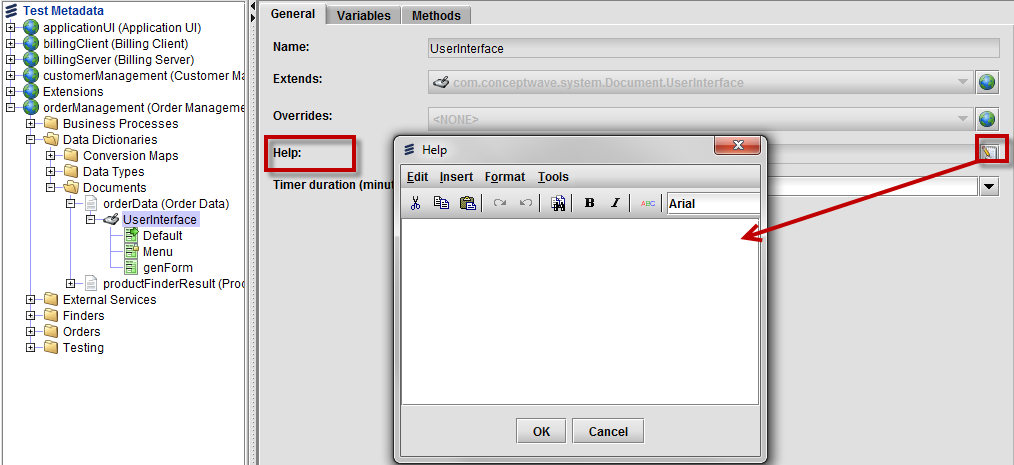 Test Metadata
applicationUI (Application UI)
billingClient (Billing Client)
billingServer (Billing Server)
customerManagement (Customer Ma
Extensions
orderManagement (Order Manageme
Business Processes
Data Dictionaries
Conversion Maps
Data Types
Documents
orderData (Order Data)
UserInterface
Default
Menu
genForm
productFinderResult (Proc
External Services
Finders
Orders
Testing
General Variables Methods
Name: UserInterface
Extends: com.conceptwave.system.Document.UserInterface
Overrides: <NONE>
Help:
Timer duration (minut
Help
Edit Insert Format Tools
B I ABC Arial
OK Cancel